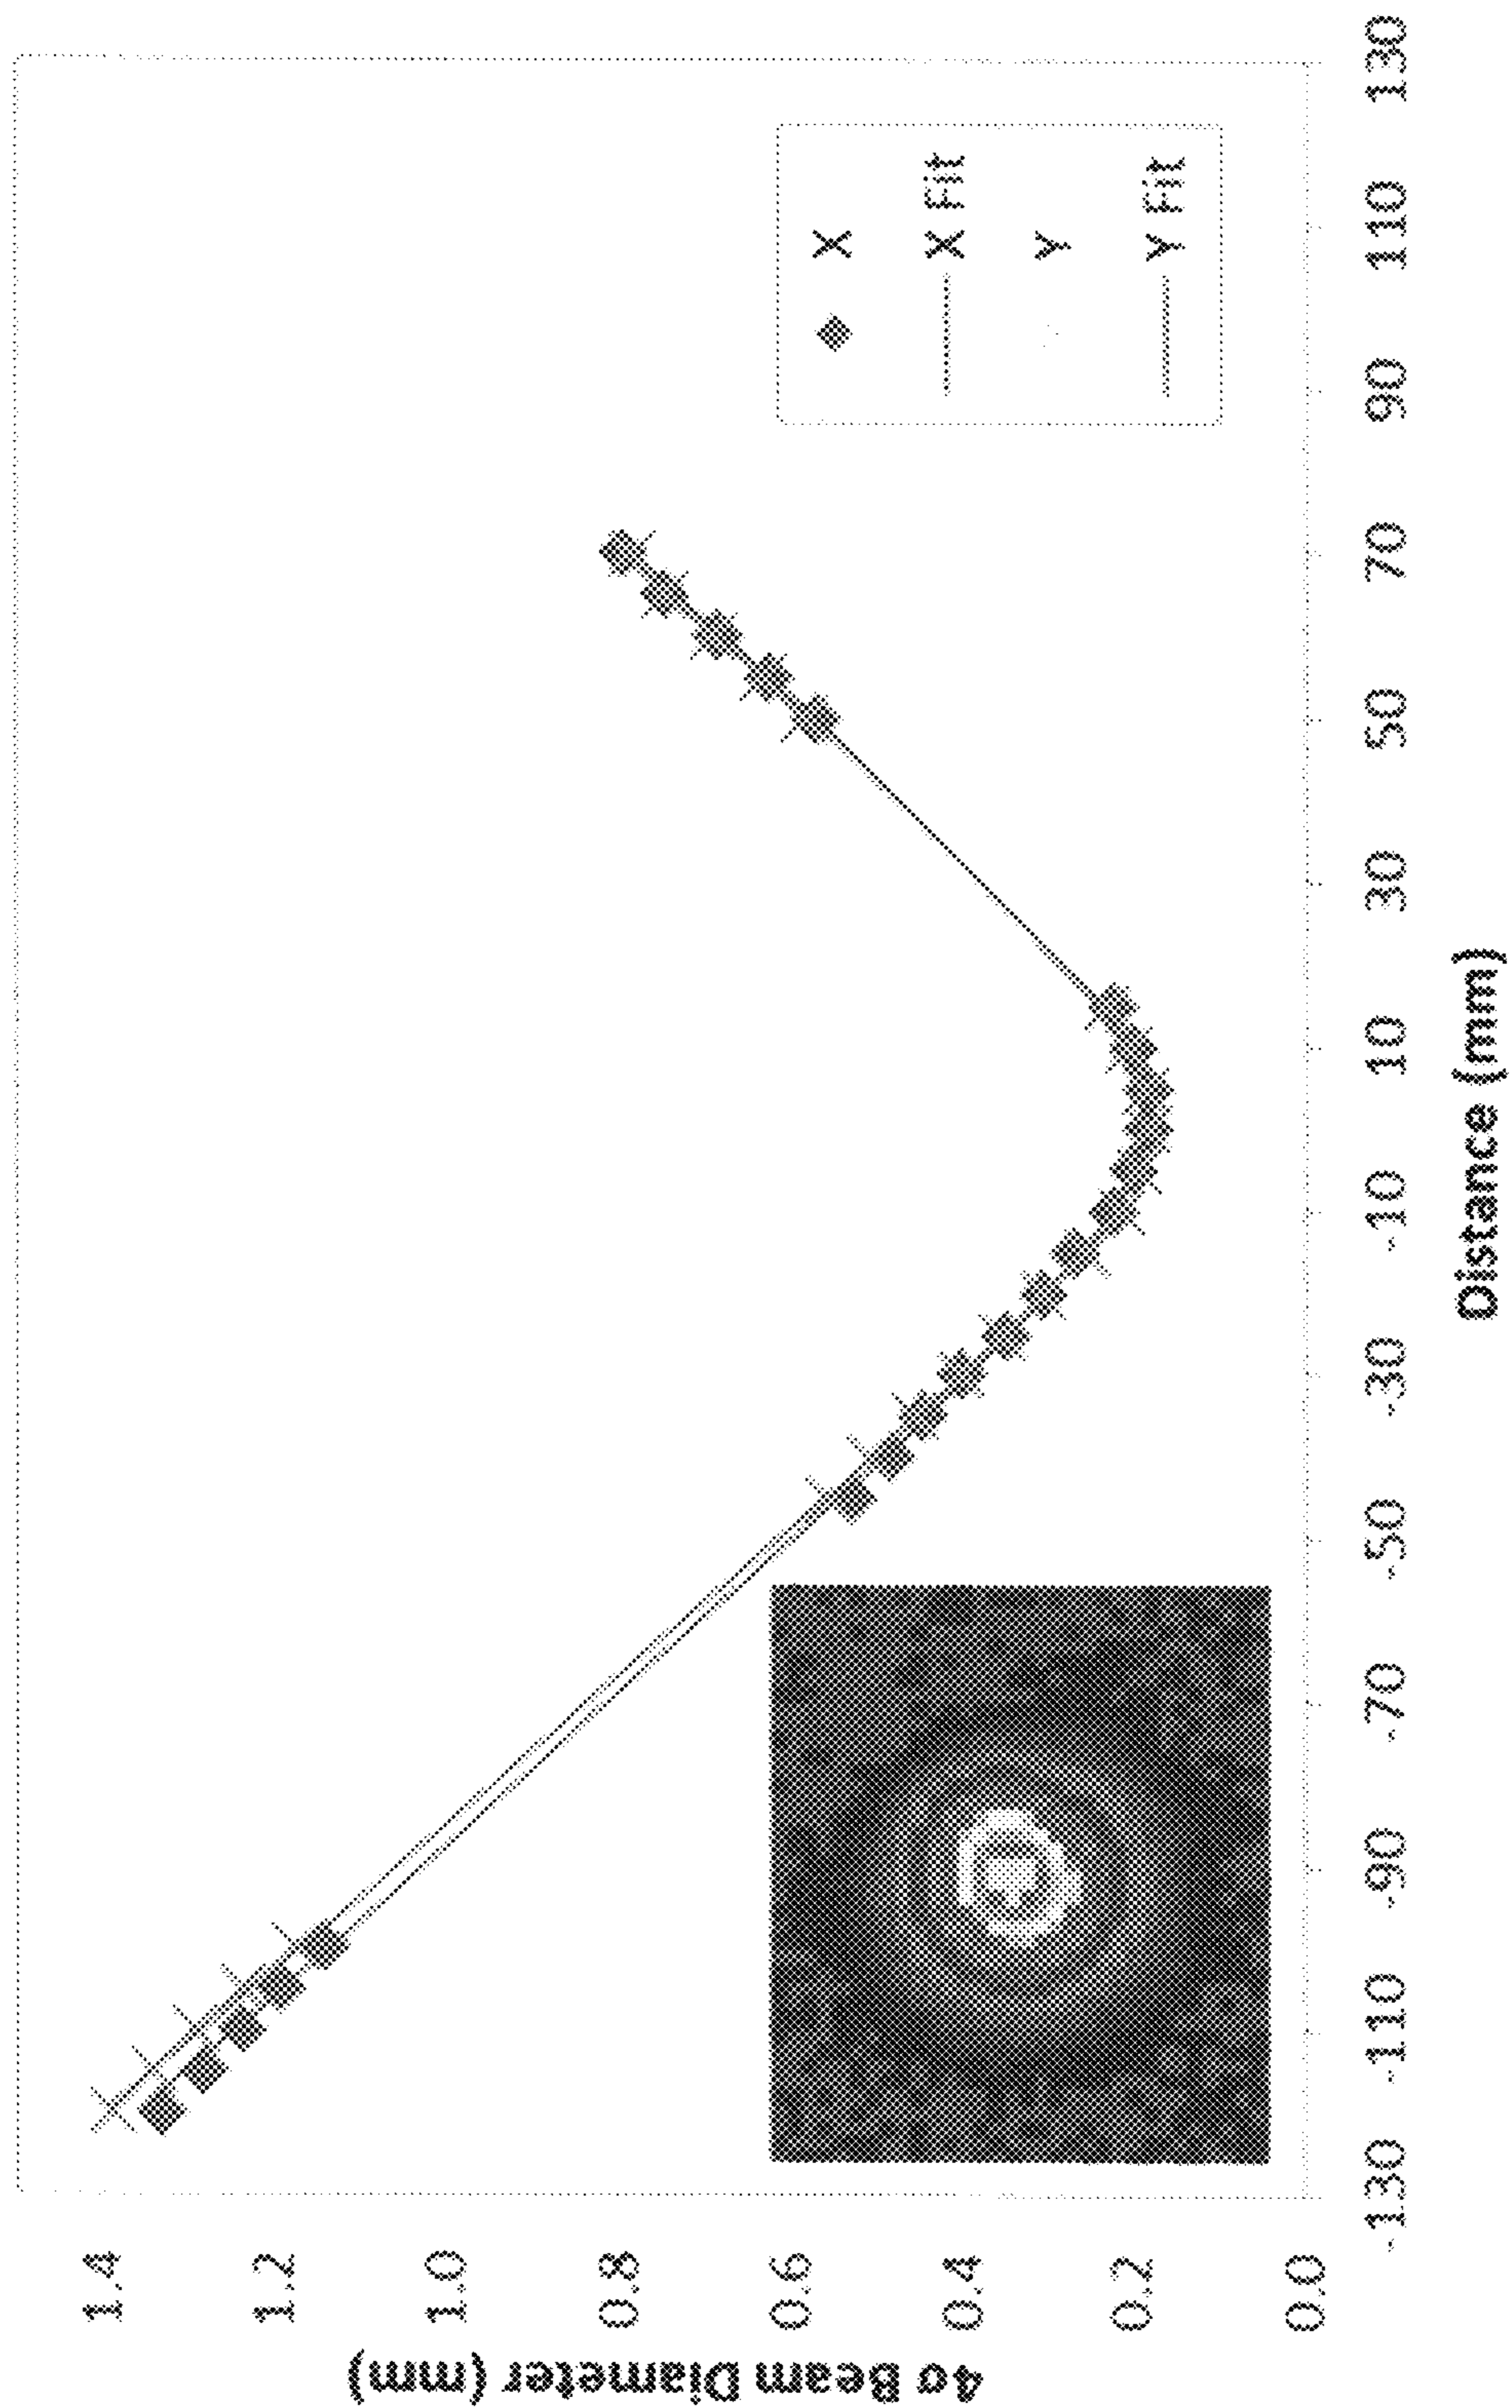 4σ Beam Diameter (mm)
1.4
1.2
1.0
0.8
0.6
0.4
0.2
0.0
-130 -110 -90 -70 -50 -30 -10 10 30 50 70 90 110 130
Distance (mm)
X
X Fit
Y
Y Fit